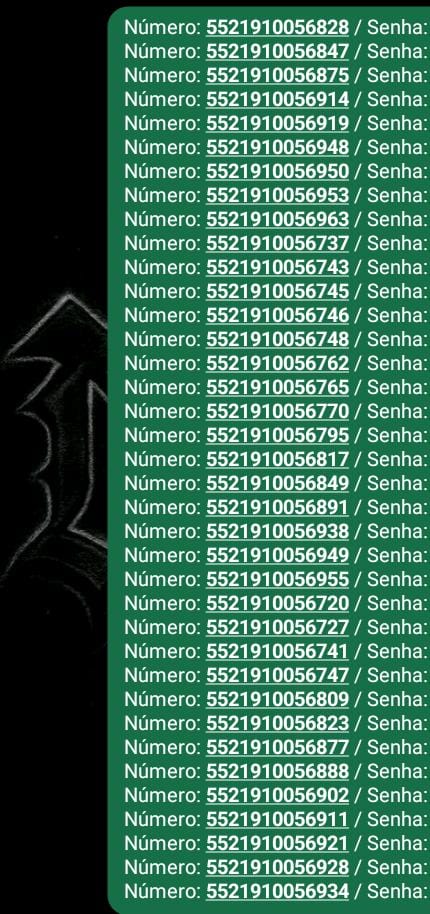 Número: 5521910056828 / Senha:
Número: 5521910056847 / Senha:
Número: 5521910056875 / Senha:
Número: 5521910056914 / Senha:
Número: 5521910056919 / Senha:
Número: 5521910056948 / Senha:
Número: 5521910056950 / Senha:
Número: 5521910056953 / Senha:
Número: 5521910056963 / Senha:
Número: 5521910056737 / Senha:
Número: 5521910056743 / Senha:
Número: 5521910056745 / Senha:
Número: 5521910056746 / Senha:
Número: 5521910056748 / Senha:
Número: 5521910056762 / Senha:
Número: 5521910056765 / Senha:
Número: 5521910056770 / Senha:
Número: 5521910056795 / Senha:
Número: 5521910056817 / Senha:
Número: 5521910056849 / Senha:
Número: 5521910056891 / Senha:
Número: 5521910056938 / Senha:
Número: 5521910056949 / Senha:
Número: 5521910056955 / Senha:
Número: 5521910056720 / Senha:
Número: 5521910056727 / Senha:
Número: 5521910056741 / Senha:
Número: 5521910056747 / Senha:
Número: 5521910056809 / Senha:
Número: 5521910056823 / Senha:
Número: 5521910056877 / Senha:
Número: 5521910056888 / Senha:
Número: 5521910056902 / Senha:
Número: 5521910056911 / Senha:
Número: 5521910056921 / Senha:
Número: 5521910056928 / Senha:
Número: 5521910056934 / Senha: